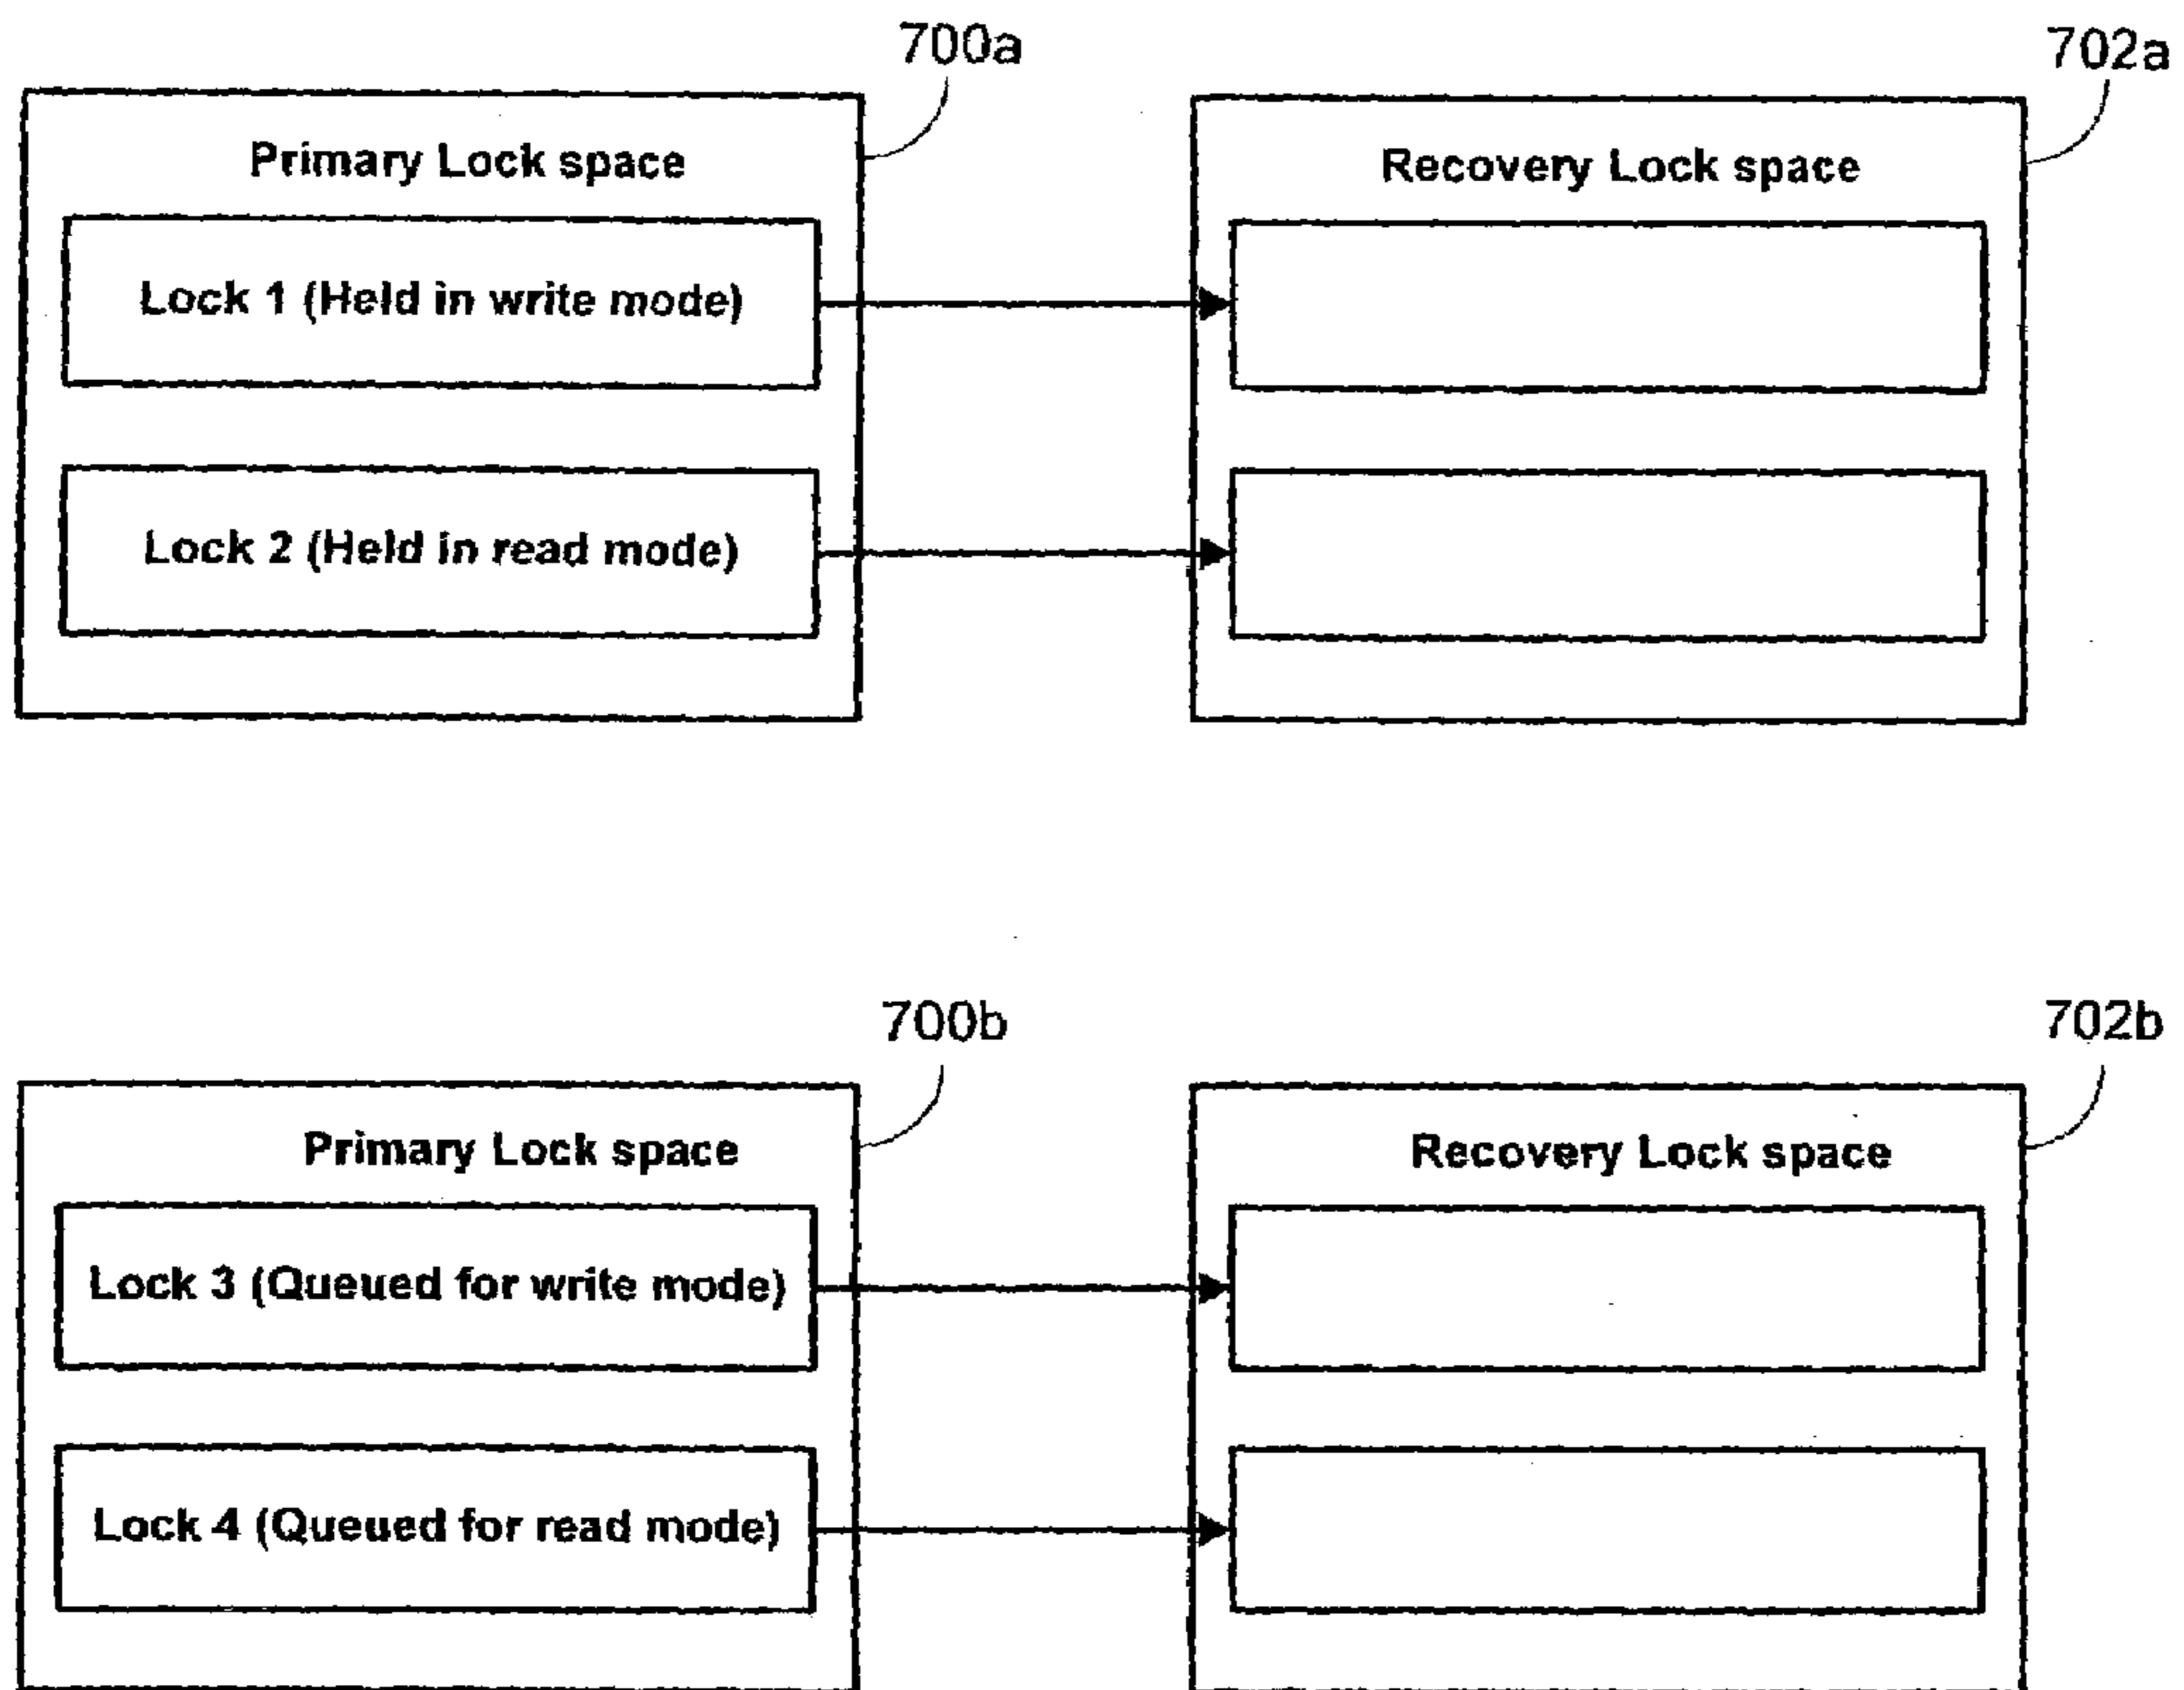 700a
702a
Primary Lock space
Recovery Lock space
Lock 1 (Held in write mode)
Lock 2 (Held in read mode)
700b
702b
Primary Lock space
Recovery Lock space
Lock 3 (Queued for write mode)
Lock 4 (Queued for read mode)